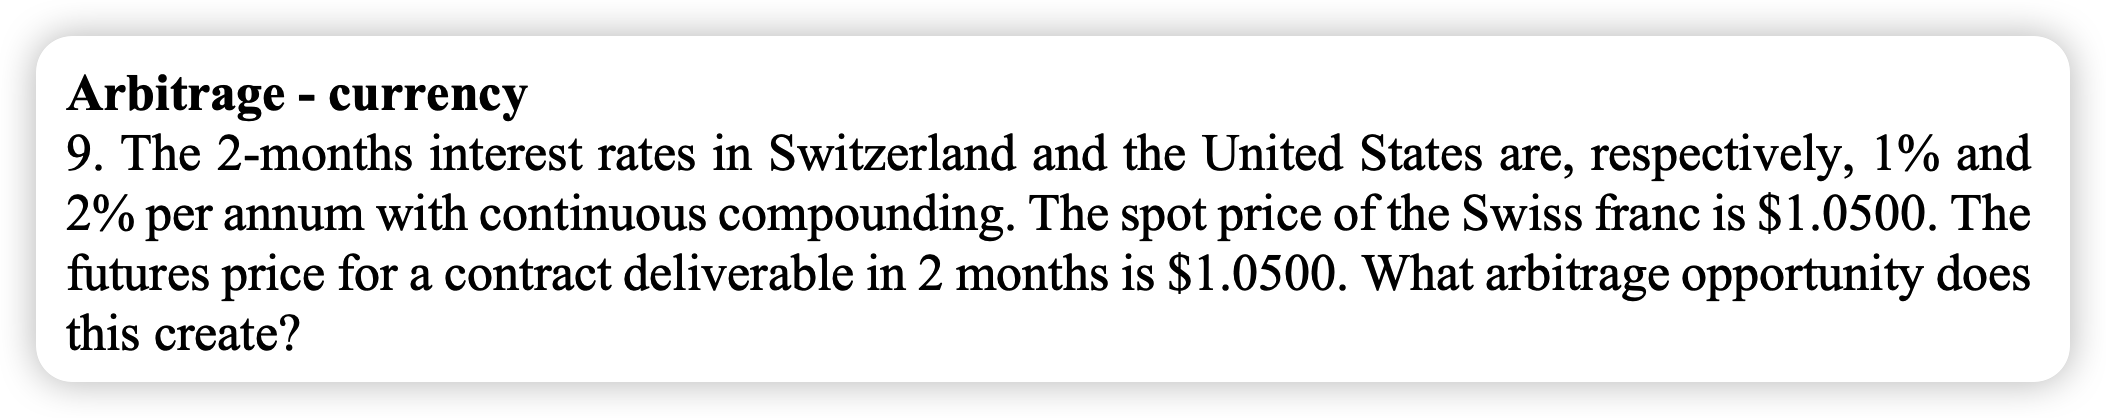 Arbitrage - currency
9. The 2-months interest rates in Switzerland and the United States are, respectively, 1% and
2% per annum with continuous compounding. The spot price of the Swiss franc is $1.0500. The
futures price for a contract deliverable in 2 months is $1.0500. What arbitrage opportunity does
this create?